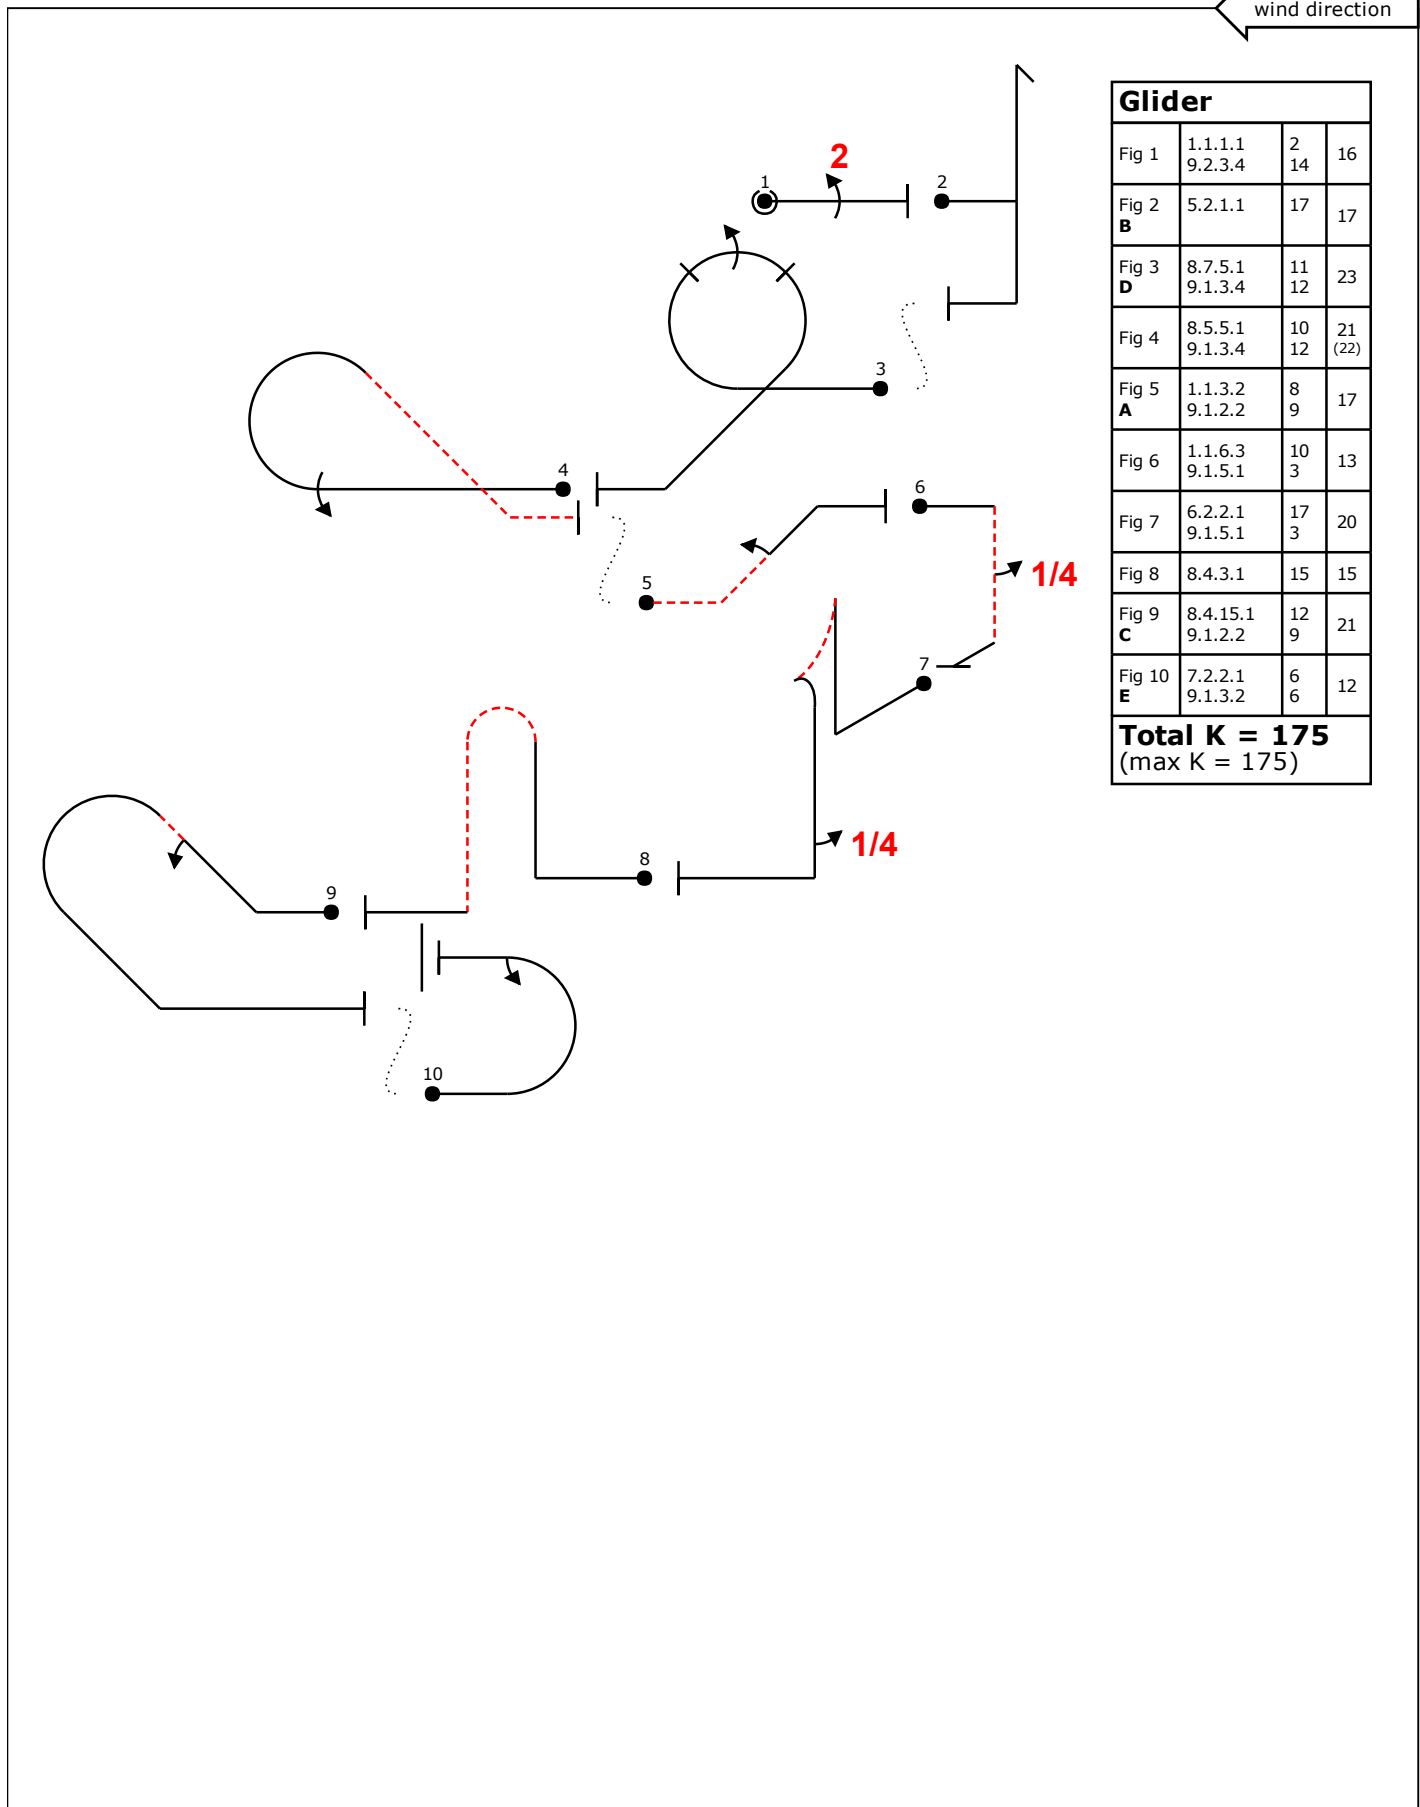 wind direction
2
1
2
3
4
5
6
1/4
7
1/4
8
9
10
Glider
Fig 1 1.1.1.1 2 16
9.2.3.4 14
Fig 2 5.2.1.1 17 17
B
Fig 3 8.7.5.1 11 23
D 9.1.3.4 12
Fig 4 8.5.5.1 10 21
9.1.3.4 12 (22)
Fig 5 1.1.3.2 8 17
A 9.1.2.2 9
Fig 6 1.1.6.3 10 13
9.1.5.1 3
Fig 7 6.2.2.1 17 20
9.1.5.1 3
Fig 8 8.4.3.1 15 15
Fig 9 8.4.15.1 12 21
C 9.1.2.2 9
Fig 10 7.2.2.1 6 12
E 9.1.3.2 6
Total K = 175
(max K = 175)